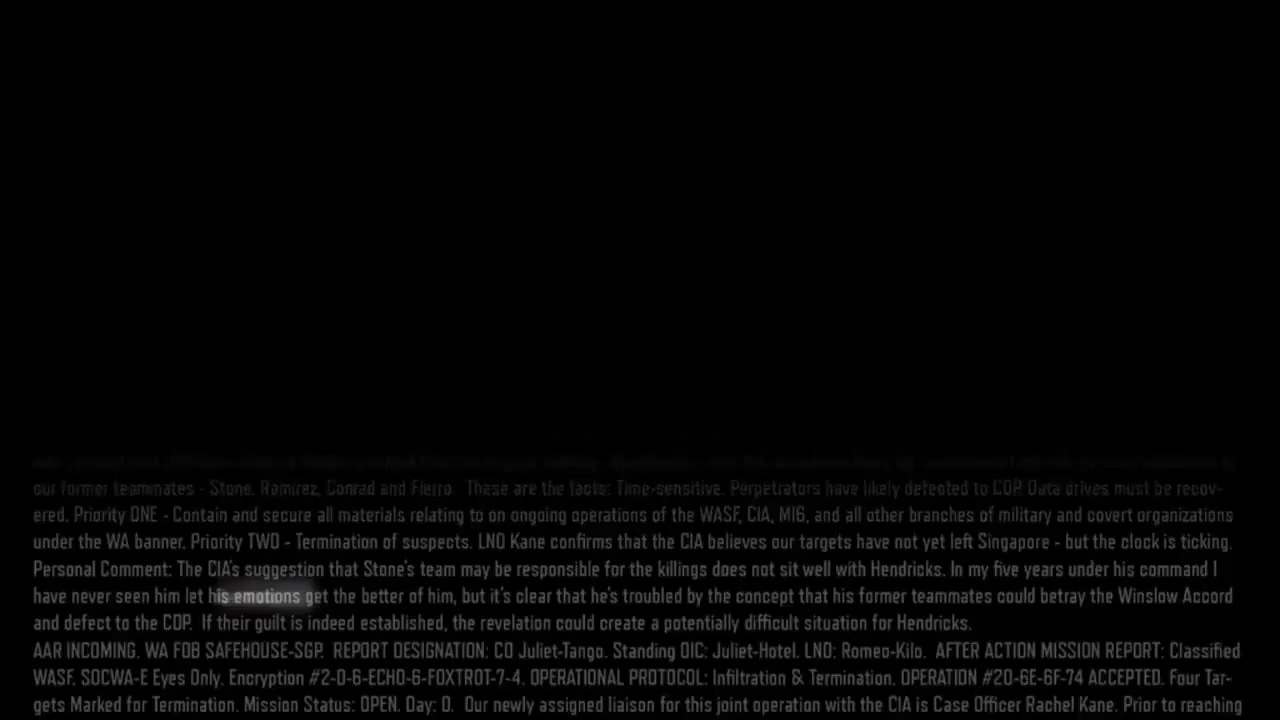 our former teammates - Stone, Ramirez, Conrad and Fierro.  These are the facts: Time-sensitive. Perpetrators have likely defected to CDP. Data drives must be recov-
ered. Priority ONE - Contain and secure all materials relating to on ongoing operations of the WASF, CIA, MI6, and all other branches of military and covert organizations
under the WA banner. Priority TWO - Termination of suspects. LNO Kane confirms that the CIA believes our targets have not yet left Singapore - but the clock is ticking.
Personal Comment: The CIA's suggestion that Stone's team may be responsible for the killings does not sit well with Hendricks. In my five years under his command I
have never seen him let his emotions get the better of him, but it's clear that he's troubled by the concept that his former teammates could betray the Winslow Accord
and defect to the CDP.  If their guilt is indeed established, the revelation could create a potentially difficult situation for Hendricks.
AAR INCOMING. WA FOB SAFEHOUSE-SGP.  REPORT DESIGNATION: CO Juliet-Tango. Standing OIC: Juliet-Hotel. LNO: Romeo-Kilo.  AFTER ACTION MISSION REPORT: Classified
WASF. SOCWA-E Eyes Only. Encryption #2-0-6-ECHO-6-FOXTROT-7-4. OPERATIONAL PROTOCOL: Infiltration & Termination. OPERATION #20-6E-6F-74 ACCEPTED. Four Tar-
gets Marked for Termination. Mission Status: OPEN. Day: 0.  Our newly assigned liaison for this joint operation with the CIA is Case Officer Rachel Kane. Prior to reaching